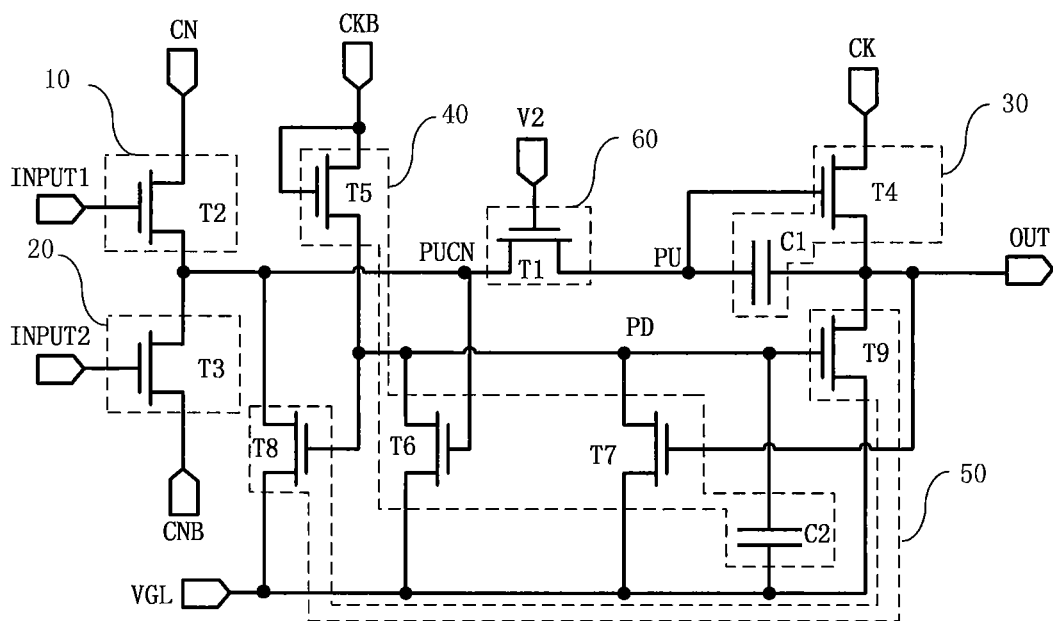 CN
CKB
CK
10
40
V2
60
30
INPUT1
T2
T5
T4
20
PUCN
T1
PU
C1
OUT
INPUT2
T3
PD
T9
T8
T6
T7
50
CNB
C2
VGL